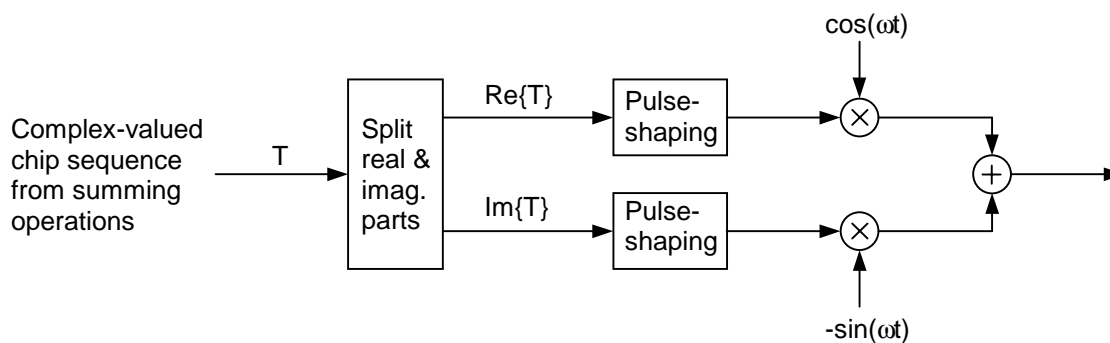 cos(ωt)
Complex-valued
chip sequence
from summing
operations
T
Split
real &
imag.
parts
Re{T}
Pulse-
shaping
Im{T}
Pulse-
shaping
-sin(ωt)